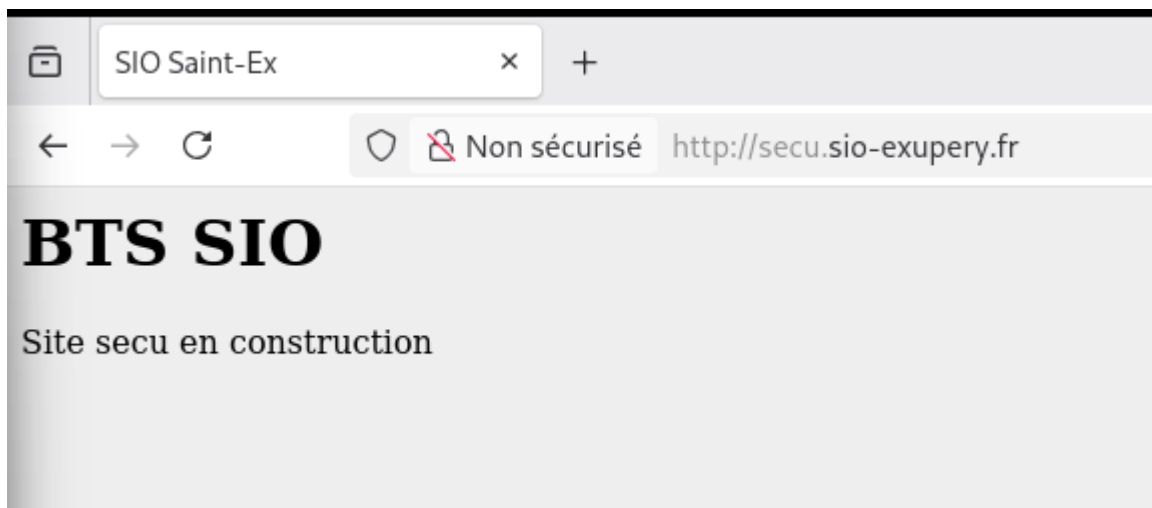 SIO Saint-Ex
Non sécurisé http://secu.sio-exupery.fr
BTS SIO
Site secu en construction